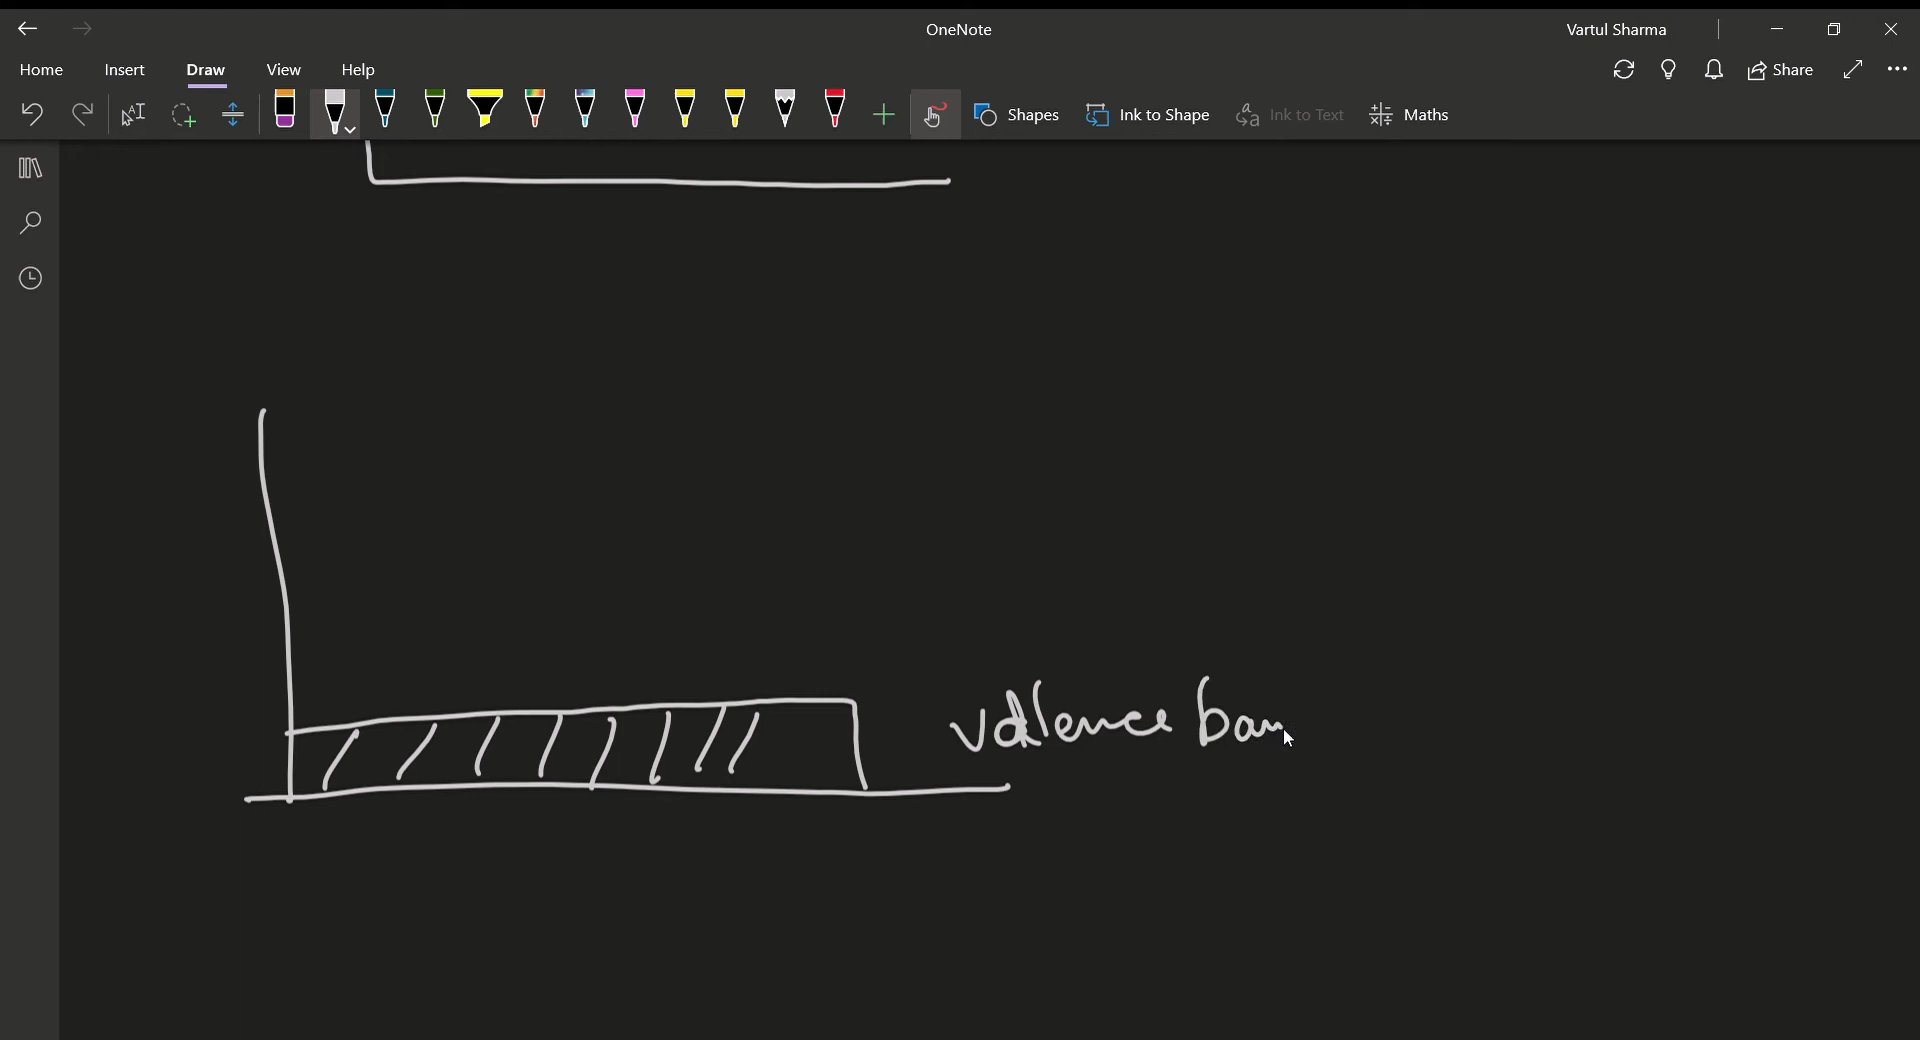 OneNote
Vartul Sharma
Home Insert Draw View Help
Share
Shapes Ink to Shape Ink to Text Maths
valence ban